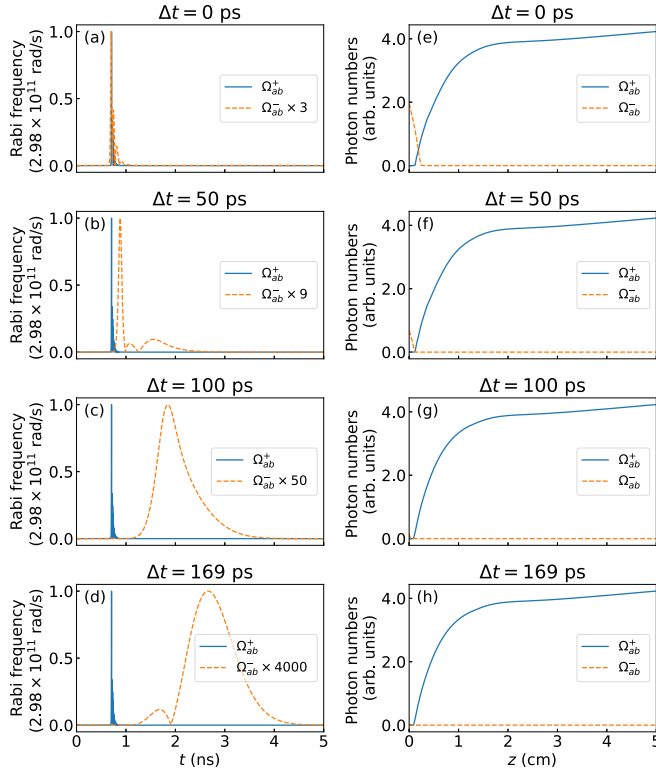 Δt = 0 ps
(a)
Rabi frequency
(2.98 × 10¹¹ rad/s)
1.0
0.5
0.0
Ω⁺ab
Ω⁻ab × 3
Δt = 0 ps
(e)
Photon numbers
(arb. units)
4.0
2.0
0.0
Ω⁺ab
Ω⁻ab
Δt = 50 ps
(b)
Rabi frequency
(2.98 × 10¹¹ rad/s)
1.0
0.5
0.0
Ω⁺ab
Ω⁻ab × 9
Δt = 50 ps
(f)
Photon numbers
(arb. units)
4.0
2.0
0.0
Ω⁺ab
Ω⁻ab
Δt = 100 ps
(c)
Rabi frequency
(2.98 × 10¹¹ rad/s)
1.0
0.5
0.0
Ω⁺ab
Ω⁻ab × 50
Δt = 100 ps
(g)
Photon numbers
(arb. units)
4.0
2.0
0.0
Ω⁺ab
Ω⁻ab
Δt = 169 ps
(d)
Rabi frequency
(2.98 × 10¹¹ rad/s)
1.0
0.5
0.0
Ω⁺ab
Ω⁻ab × 4000
0 1 2 3 4 5
t (ns)
Δt = 169 ps
(h)
Photon numbers
(arb. units)
4.0
2.0
0.0
Ω⁺ab
Ω⁻ab
0 1 2 3 4 5
z (cm)